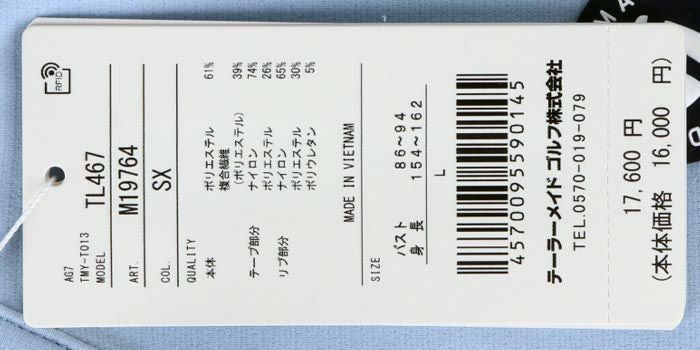 RFID
AG7
TMY-T013
MODEL TL467
ART. M19764
COL. SX
QUALITY
本体 ポリエステル 61%
複合繊維
(ポリエステル) 39%
テープ部分 ナイロン 74%
ポリエステル 26%
リブ部分 ナイロン 65%
ポリエステル 30%
ポリウレタン 5%
MADE IN VIETNAM
SIZE
バスト 86~94
身長 154~162
L
4570095590145
テーラーメイド ゴルフ株式会社
TEL.0570-019-079
17,600 円
(本体価格 16,000 円)